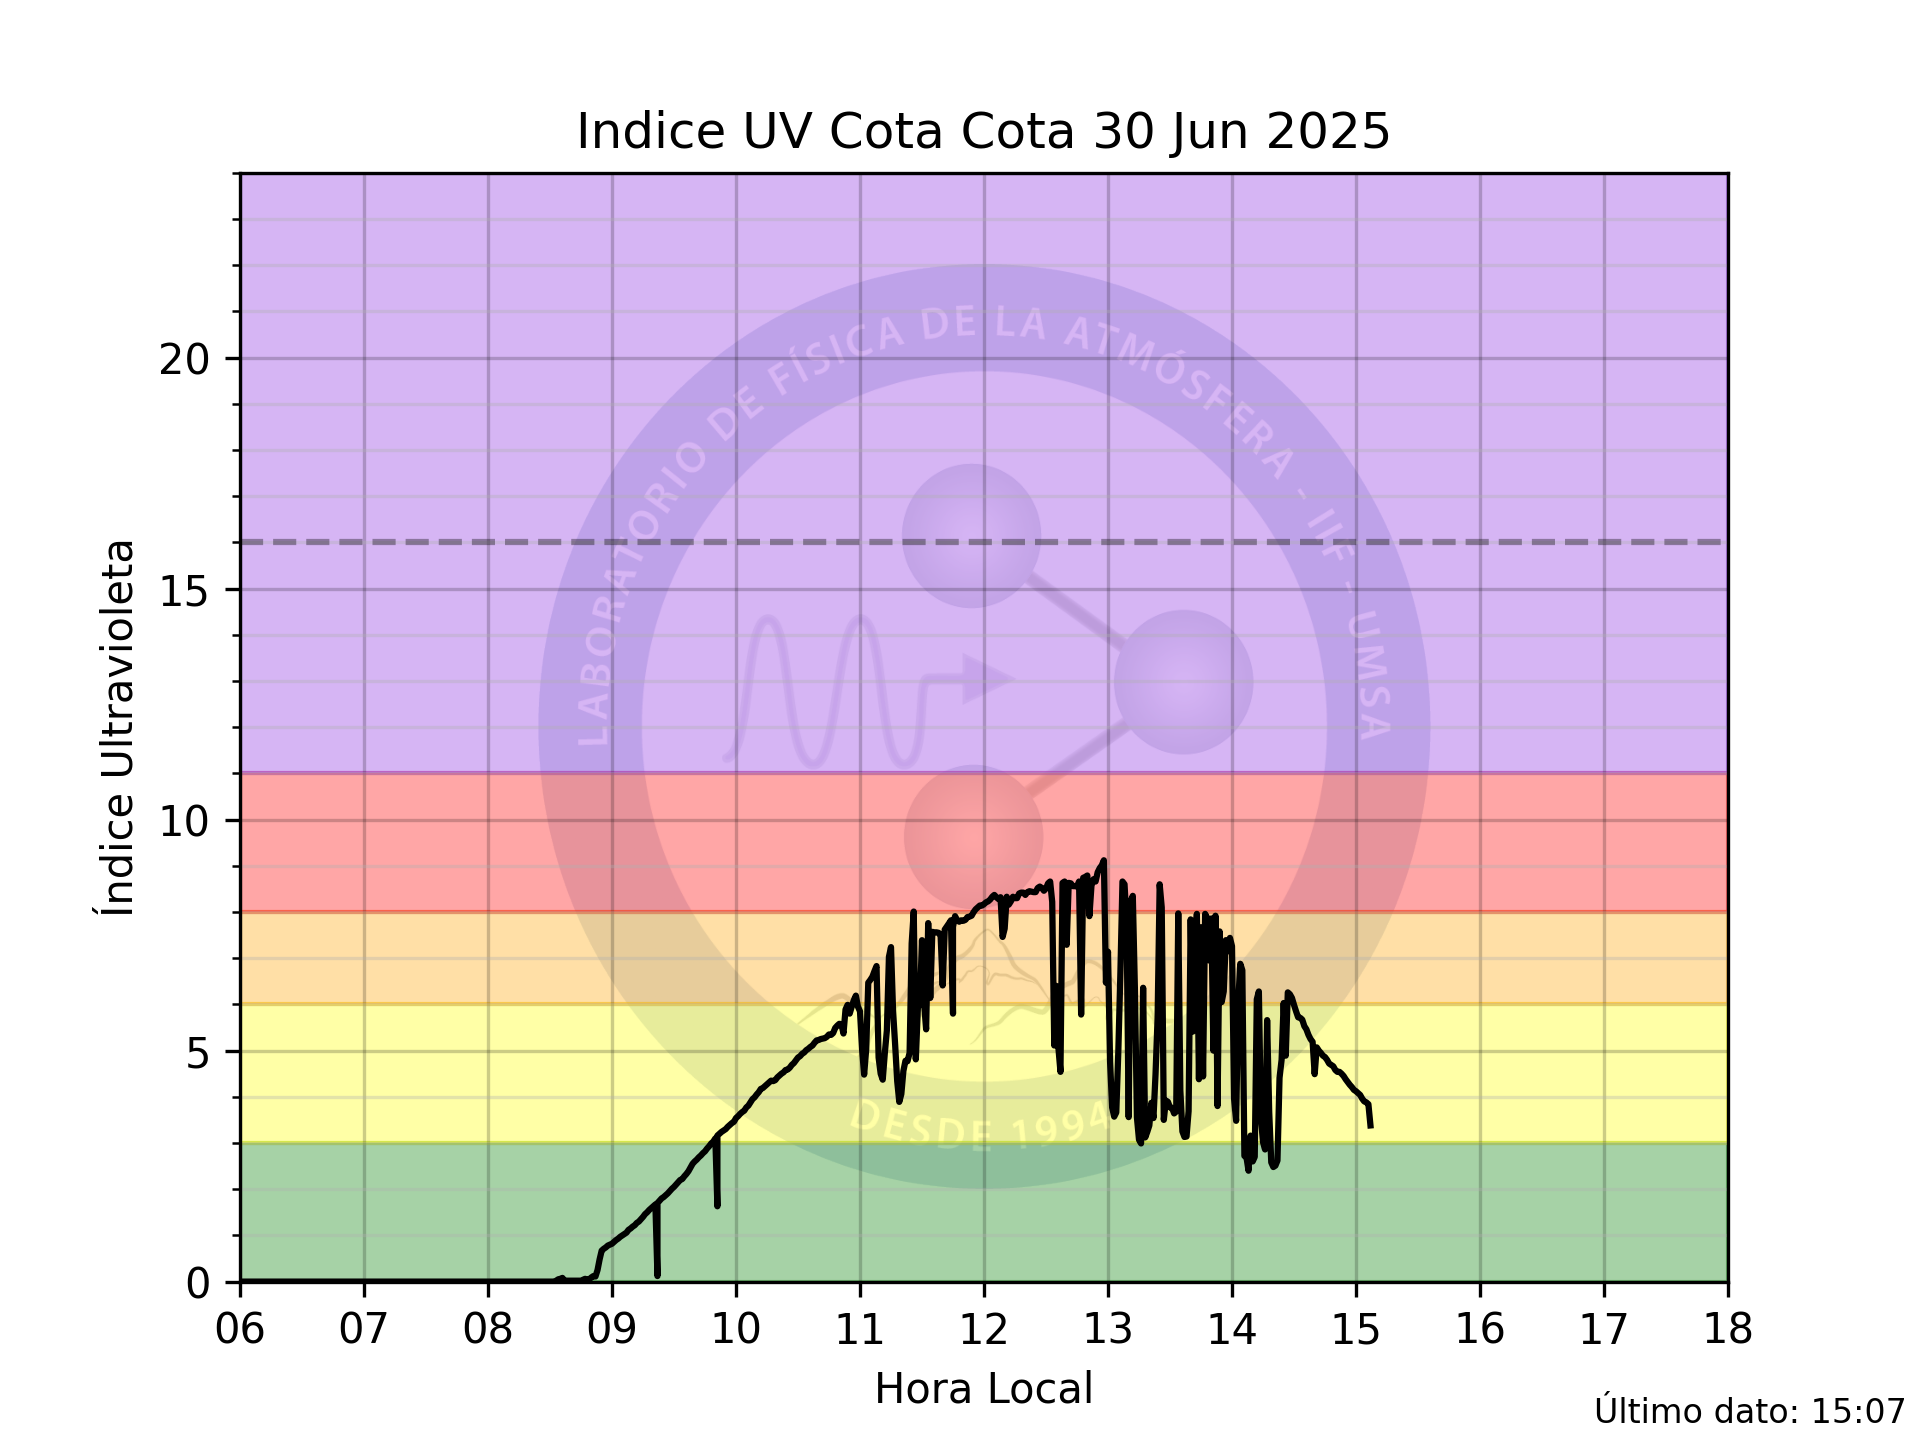 Indice UV Cota Cota 30 Jun 2025
LABORATORIO DE FÍSICA DE LA ATMÓSFERA - IIF - UMSA
DESDE 1994
Índice Ultravioleta
20
15
10
5
0
06 07 08 09 10 11 12 13 14 15 16 17 18
Hora Local
Último dato: 15:07